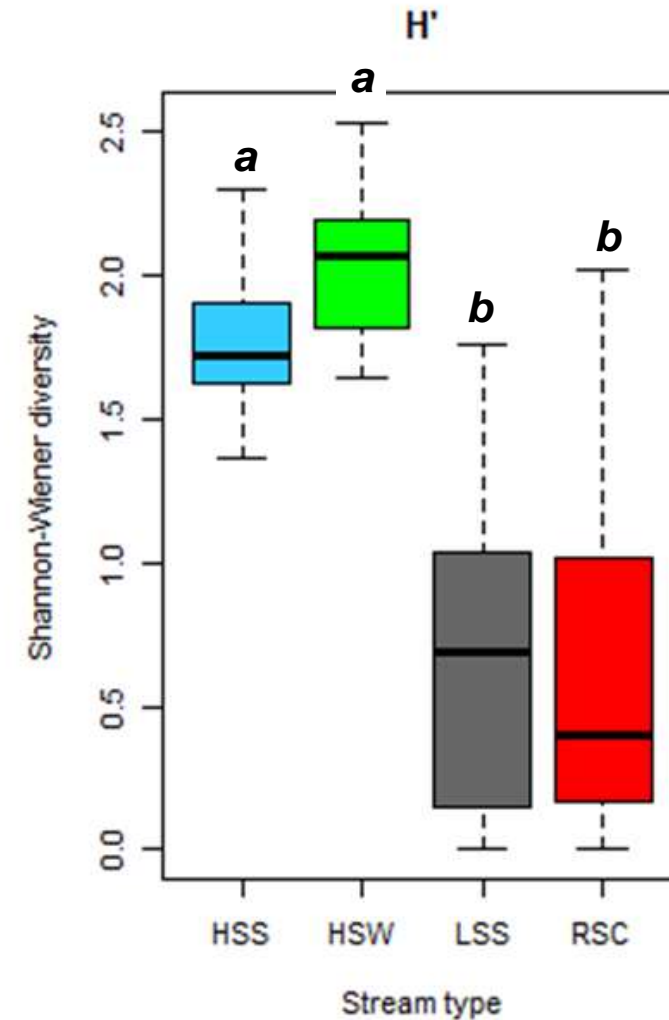 H'
Shannon-Wiener diversity
2.5
2.0
1.5
1.0
0.5
0.0
a
a
b
b
HSS HSW LSS RSC
Stream type